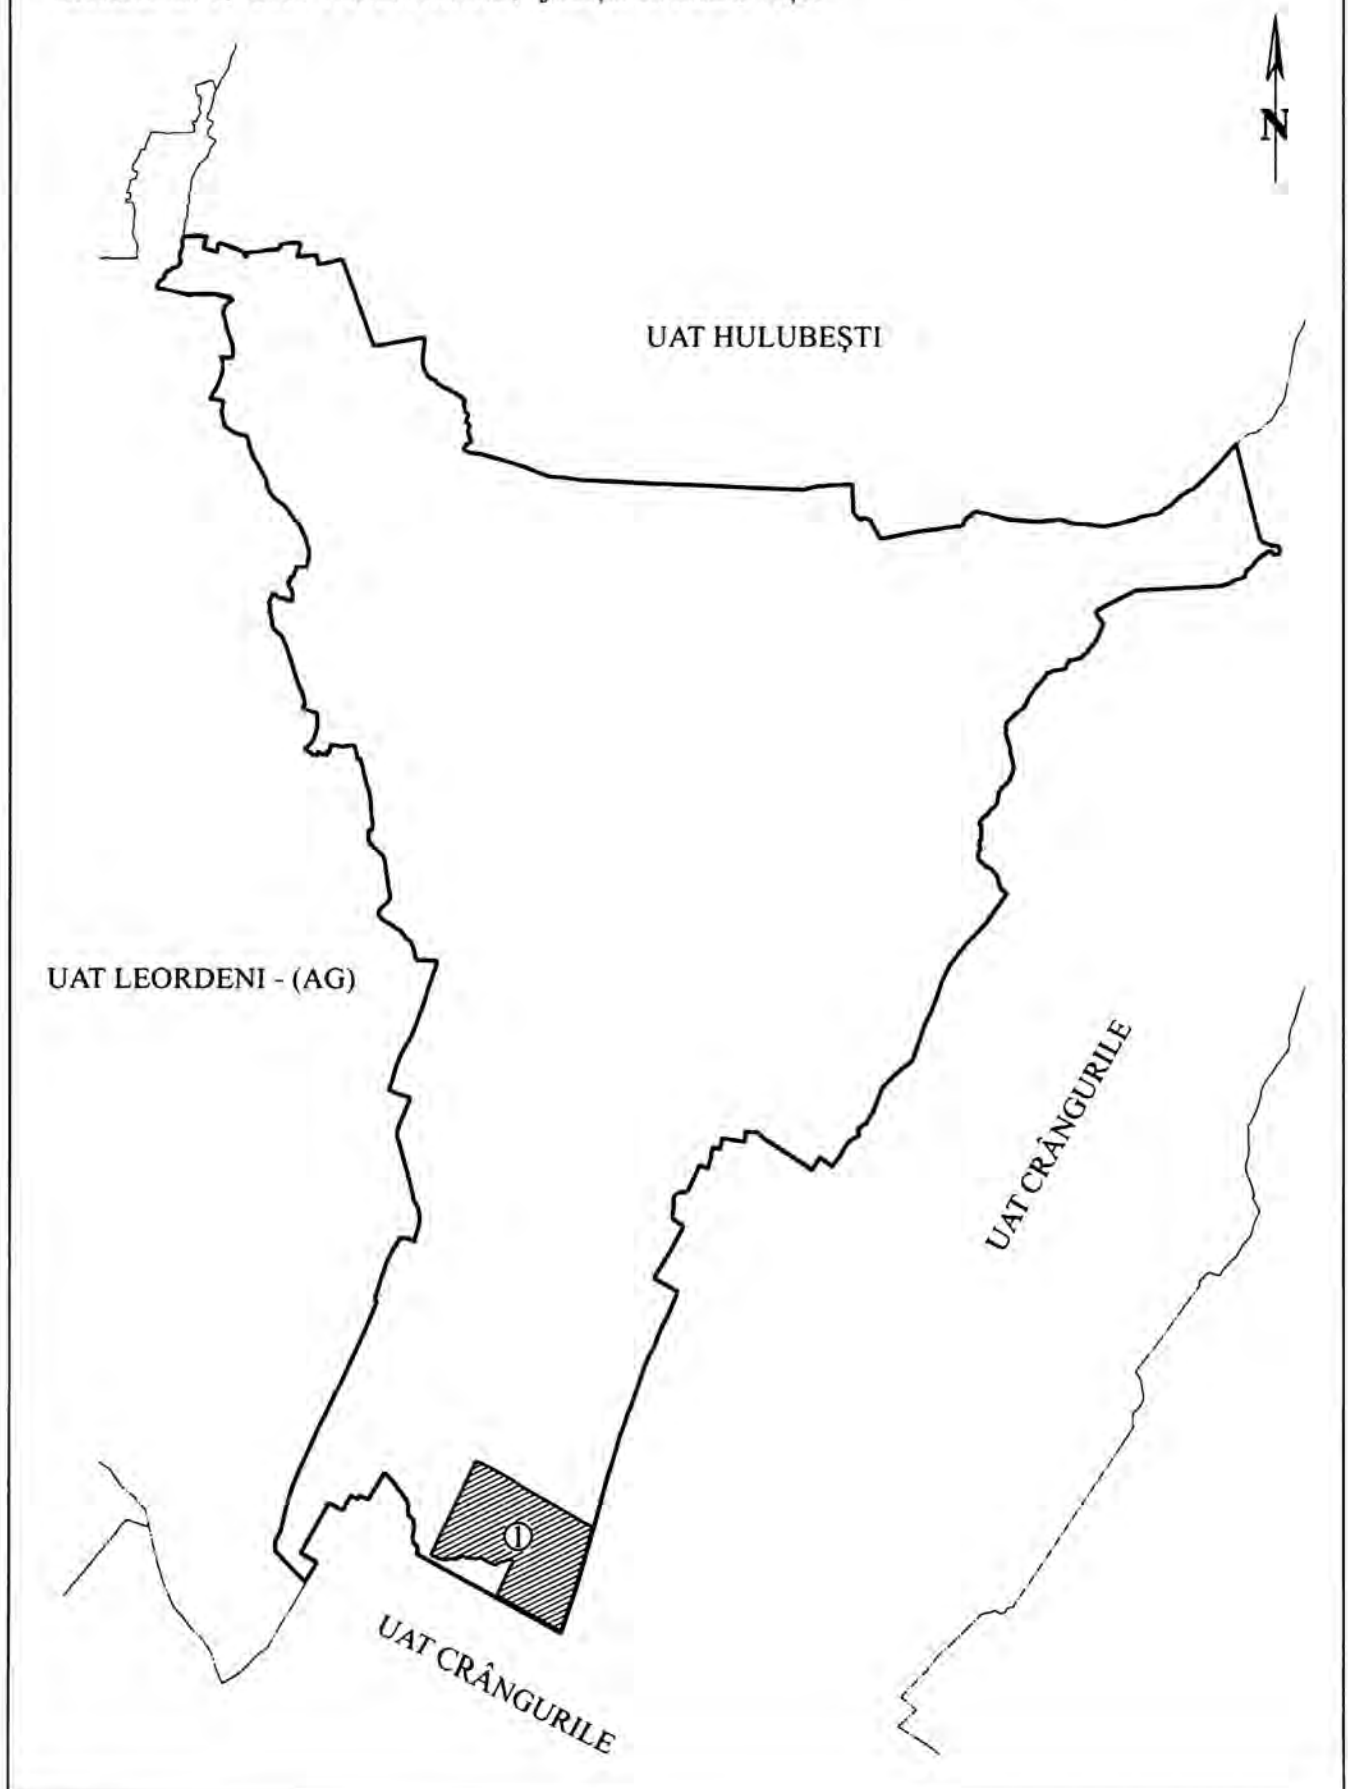 N
UAT HULUBEŞTI
UAT LEORDENI - (AG)
UAT CRÂNGURILE
1
UAT CRÂNGURILE